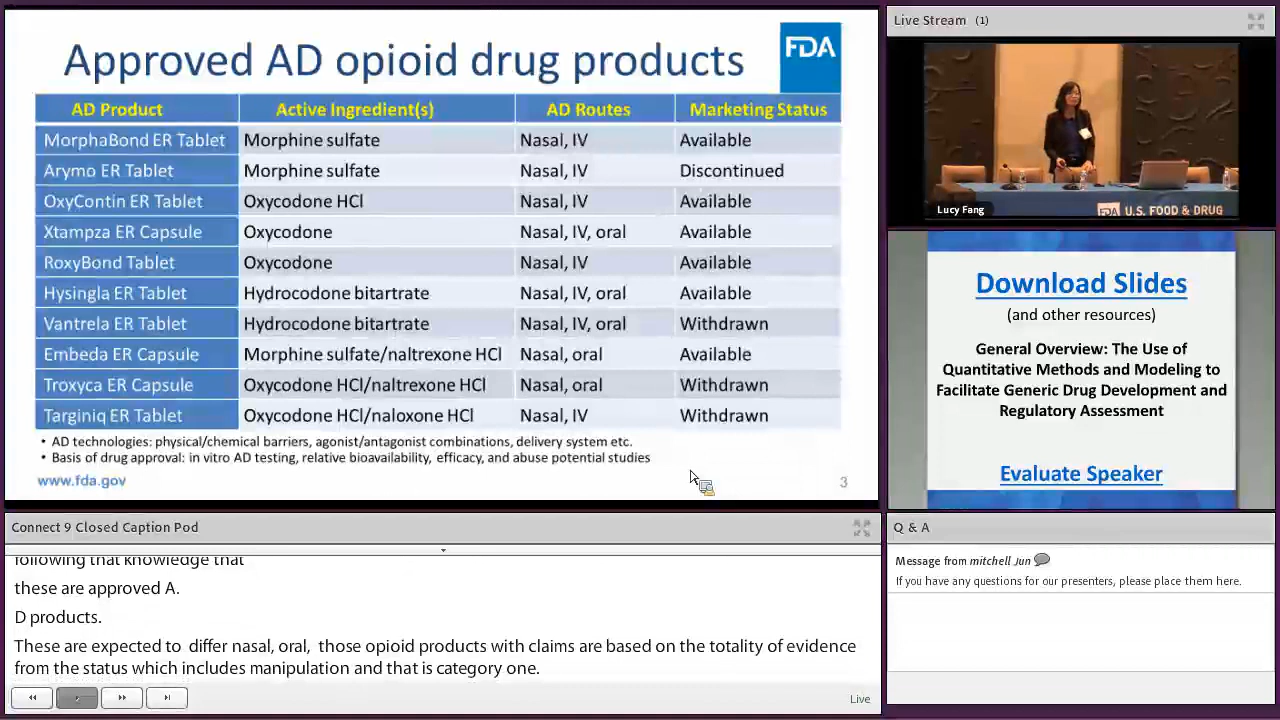 Approved AD opioid drug products
FDA
AD Product Active Ingredient(s) AD Routes Marketing Status
MorphaBond ER Tablet Morphine sulfate Nasal, IV Available
Arymo ER Tablet Morphine sulfate Nasal, IV Discontinued
OxyContin ER Tablet Oxycodone HCl Nasal, IV Available
Xtampza ER Capsule Oxycodone Nasal, IV, oral Available
RoxyBond Tablet Oxycodone Nasal, IV Available
Hysingla ER Tablet Hydrocodone bitartrate Nasal, IV, oral Available
Vantrela ER Tablet Hydrocodone bitartrate Nasal, IV, oral Withdrawn
Embeda ER Capsule Morphine sulfate/naltrexone HCl Nasal, oral Available
Troxyca ER Capsule Oxycodone HCl/naltrexone HCl Nasal, oral Withdrawn
Targiniq ER Tablet Oxycodone HCl/naloxone HCl Nasal, IV Withdrawn
• AD technologies: physical/chemical barriers, agonist/antagonist combinations, delivery system etc.
• Basis of drug approval: in vitro AD testing, relative bioavailability, efficacy, and abuse potential studies
www.fda.gov 3
Live Stream (1)
Lucy Fang
FDA U.S. FOOD & DRUG
Download Slides
(and other resources)
General Overview: The Use of
Quantitative Methods and Modeling to
Facilitate Generic Drug Development and
Regulatory Assessment
Evaluate Speaker
Connect 9 Closed Caption Pod
following that knowledge that
these are approved A.
D products.
These are expected to differ nasal, oral, those opioid products with claims are based on the totality of evidence
from the status which includes manipulation and that is category one.
Live
Q & A
Message from mitchell Jun
If you have any questions for our presenters, please place them here.